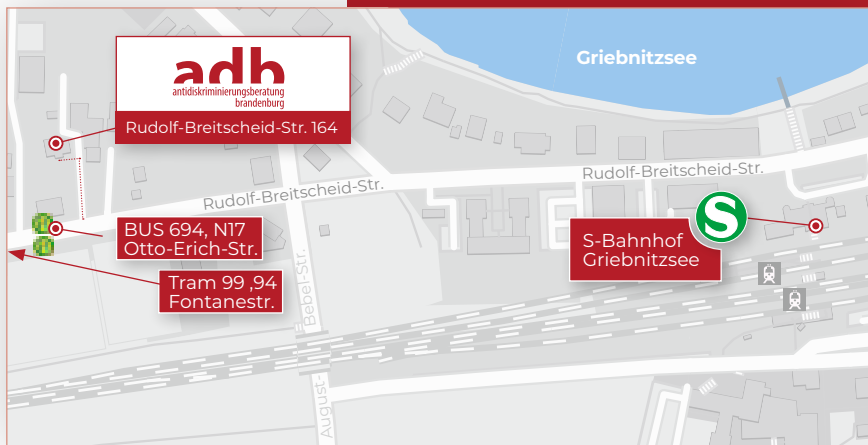 Griebnitzsee
adb
antidiskriminierungsberatung
brandenburg
Rudolf-Breitscheid-Str. 164
Rudolf-Breitscheid-Str.
Rudolf-Breitscheid-Str.
BUS 694, N17
Otto-Erich-Str.
S
S-Bahnhof
Griebnitzsee
Tram 99 ,94
Fontanestr.
August-
Bebel-Str.